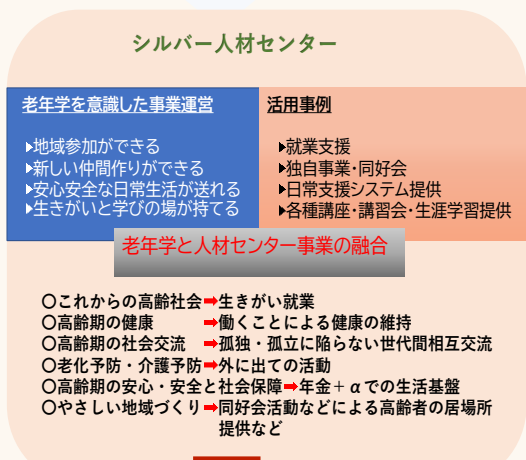 シルバー人材センター
老年学を意識した事業運営
▶地域参加ができる
▶新しい仲間作りができる
▶安心安全な日常生活が送れる
▶生きがいと学びの場が持てる
活用事例
▶就業支援
▶独自事業・同好会
▶日常支援システム提供
▶各種講座・講習会・生涯学習提供
老年学と人材センター事業の融合
〇これからの高齢社会➡生きがい就業
〇高齢期の健康➡働くことによる健康の維持
〇高齢期の社会交流➡孤独・孤立に陥らない世代間相互交流
〇老化予防・介護予防➡外に出ての活動
〇高齢期の安心・安全と社会保障➡年金＋αでの生活基盤
〇やさしい地域づくり➡同好会活動などによる高齢者の居場所
提供など